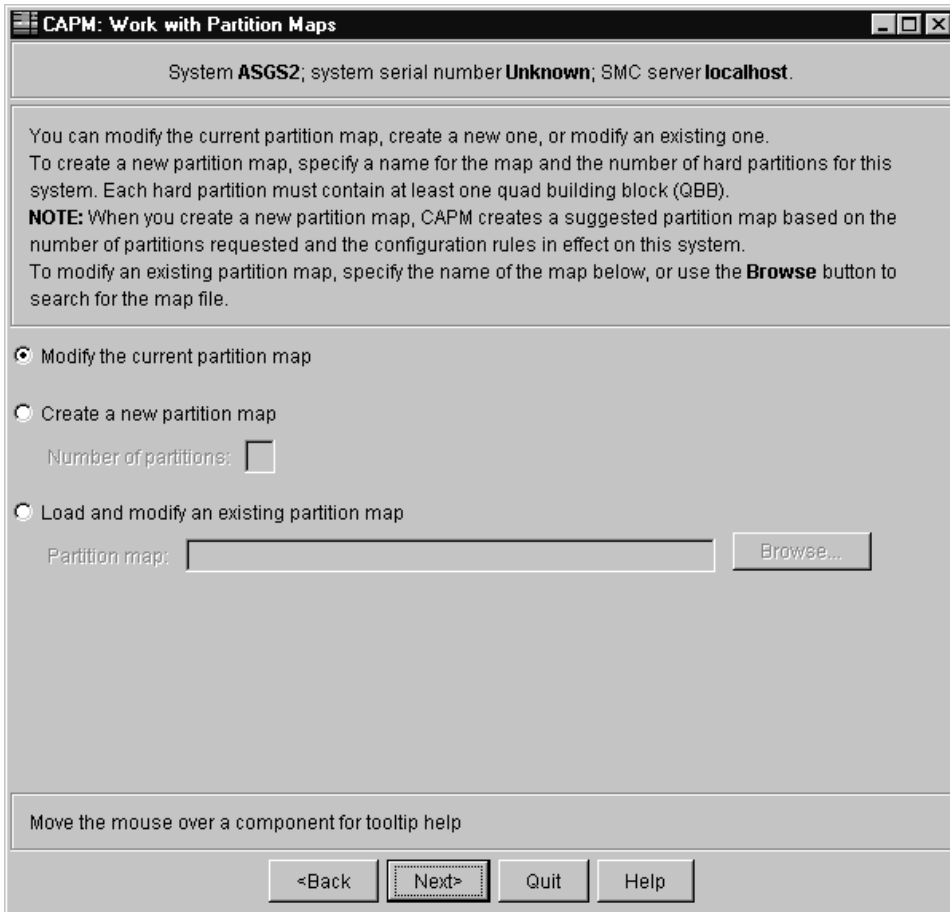 CAPM: Work with Partition Maps
System ASGS2; system serial number Unknown; SMC server localhost.
You can modify the current partition map, create a new one, or modify an existing one.
To create a new partition map, specify a name for the map and the number of hard partitions for this
system. Each hard partition must contain at least one quad building block (QBB).
NOTE: When you create a new partition map, CAPM creates a suggested partition map based on the
number of partitions requested and the configuration rules in effect on this system.
To modify an existing partition map, specify the name of the map below, or use the Browse button to
search for the map file.
Modify the current partition map
Create a new partition map
Number of partitions:
Load and modify an existing partition map
Partition map:
Browse...
Move the mouse over a component for tooltip help
<Back
Next>
Quit
Help